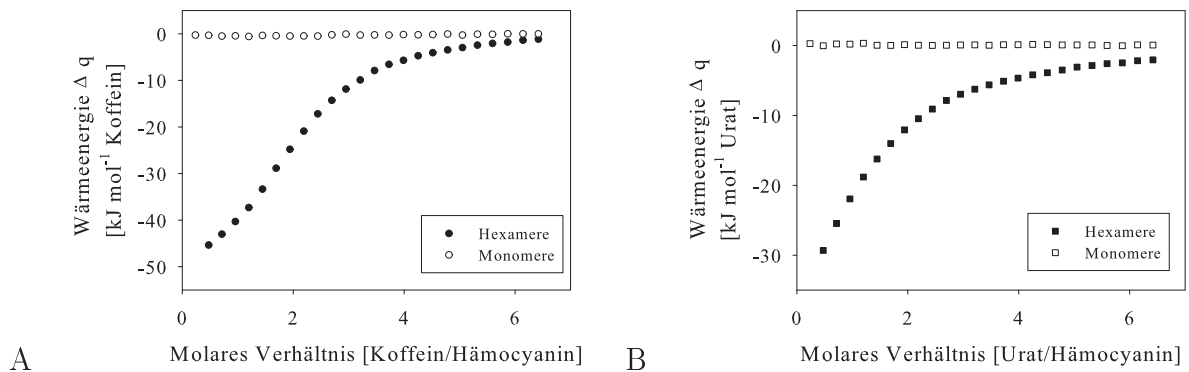 Wärmeenergie Δ q
[kJ mol⁻¹ Koffein]
0
-10
-20
-30
-40
-50
Hexamere
Monomere
0 2 4 6
Molares Verhältnis [Koffein/Hämocyanin]
A
Wärmeenergie Δ q
[kJ mol⁻¹ Urat]
0
-10
-20
-30
Hexamere
Monomere
0 2 4 6
Molares Verhältnis [Urat/Hämocyanin]
B